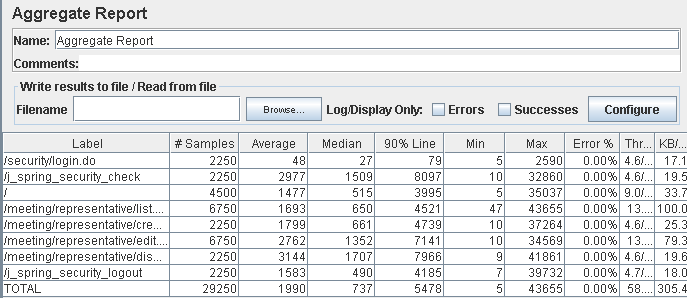 Aggregate Report
Name: Aggregate Report
Comments:
Write results to file / Read from file
Filename Browse... Log/Display Only: Errors Successes Configure
Label # Samples Average Median 90% Line Min Max Error % Thr... KB/...
/security/login.do 2250 48 27 79 5 2590 0.00% 4.6/... 17.1
/j_spring_security_check 2250 2977 1509 8097 10 32860 0.00% 4.6/... 19.5
/ 4500 1477 515 3995 5 35037 0.00% 9.0/... 33.7
/meeting/representative/list.... 6750 1693 650 4521 47 43655 0.00% 13.... 100.0
/meeting/representative/cre... 2250 1799 661 4739 10 37264 0.00% 4.6/... 25.3
/meeting/representative/edit.... 6750 2762 1352 7141 10 34569 0.00% 13.... 79.3
/meeting/representative/dis... 2250 3144 1707 7966 9 41861 0.00% 4.6/... 19.6
/j_spring_security_logout 2250 1583 490 4185 7 39732 0.00% 4.7/... 18.0
TOTAL 29250 1990 737 5478 5 43655 0.00% 58.... 305.4